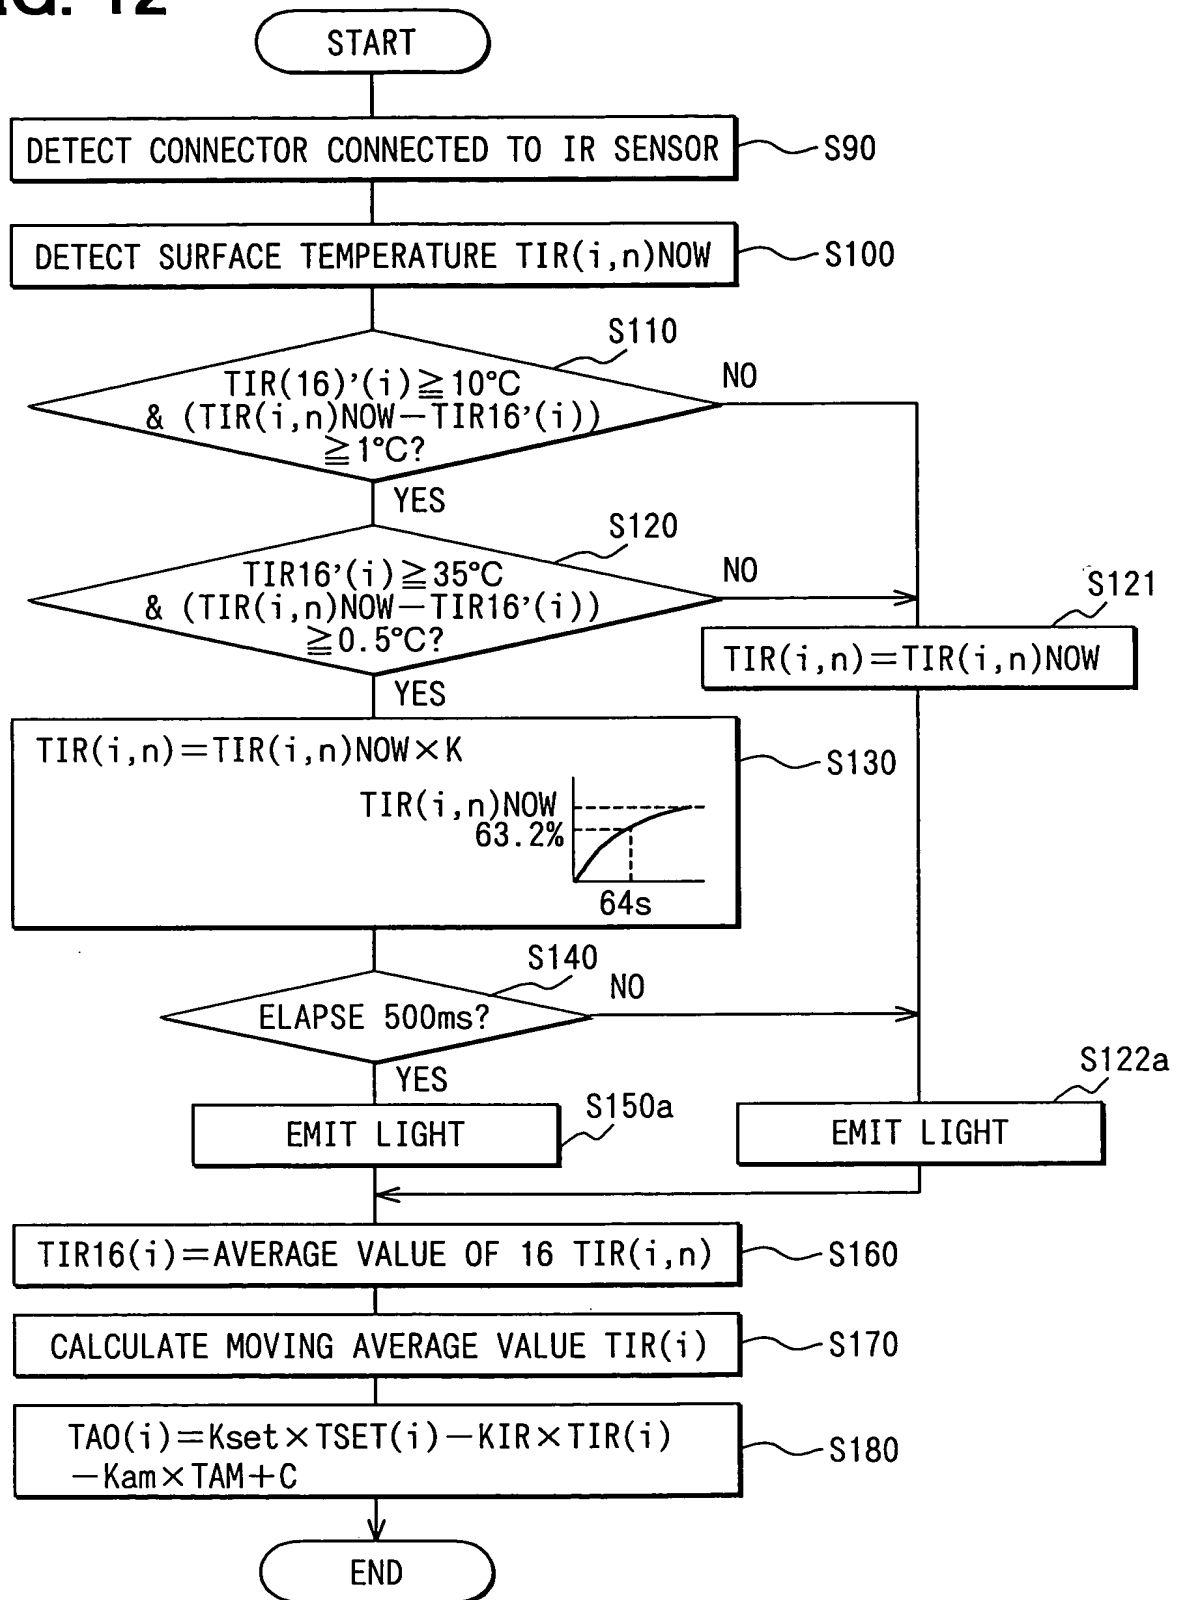 FIG. 12
START
DETECT CONNECTOR CONNECTED TO IR SENSOR
S90
DETECT SURFACE TEMPERATURE TIR(i,n)NOW
S100
S110
TIR(16)'(i)≧10°C
& (TIR(i,n)NOW−TIR16'(i))
≧1°C?
NO
YES
S120
TIR16'(i)≧35°C
& (TIR(i,n)NOW−TIR16'(i))
≧0.5°C?
NO
YES
S121
TIR(i,n)=TIR(i,n)NOW
TIR(i,n)=TIR(i,n)NOW×K
S130
TIR(i,n)NOW
63.2%
64s
S140
ELAPSE 500ms?
NO
YES
S150a
EMIT LIGHT
S122a
EMIT LIGHT
TIR16(i)=AVERAGE VALUE OF 16 TIR(i,n)
S160
CALCULATE MOVING AVERAGE VALUE TIR(i)
S170
TAO(i)=Kset×TSET(i)−KIR×TIR(i)
−Kam×TAM+C
S180
END